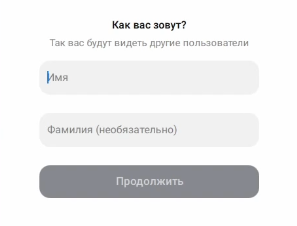 Как вас зовут?
Так вас будут видеть другие пользователи
Имя
Фамилия (необязательно)
Продолжить